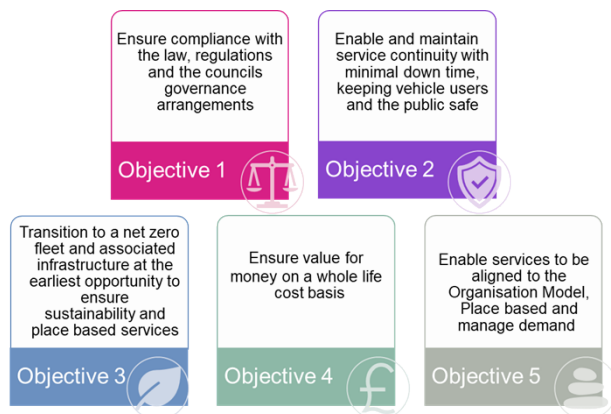 Ensure compliance with
the law, regulations
and the councils
governance
arrangements
Objective 1
Enable and maintain
service continuity with
minimal down time,
keeping vehicle users
and the public safe
Objective 2
Transition to a net zero
fleet and associated
infrastructure at the
earliest opportunity to
ensure
sustainability and
place based services
Objective 3
Ensure value for
money on a whole life
cost basis
Objective 4
£
Enable services to be
aligned to the
Organisation Model,
Place based and
manage demand
Objective 5